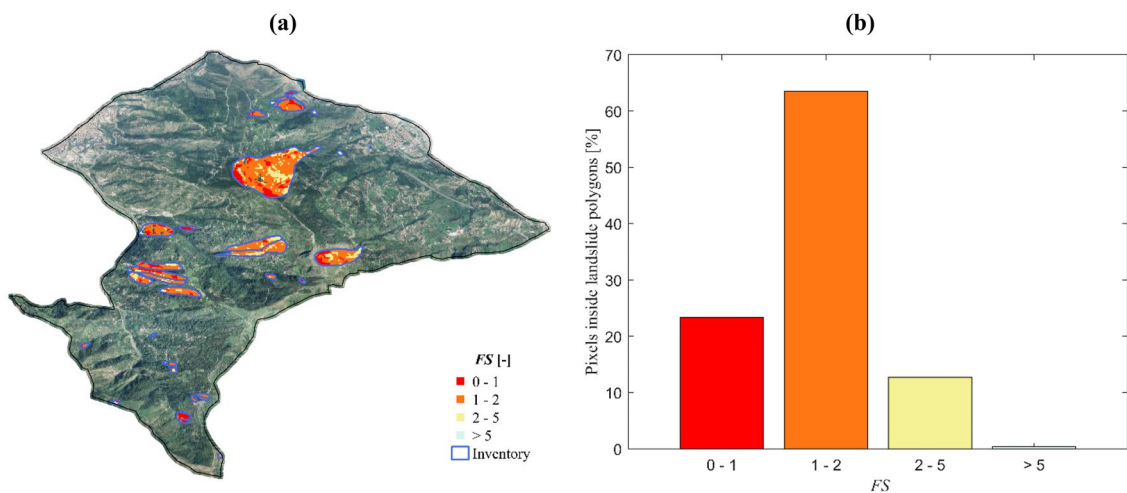 (a)
FS [-]
0 - 1
1 - 2
2 - 5
> 5
Inventory
(b)
Pixels inside landslide polygons [%]
70
60
50
40
30
20
10
0
0 - 1
1 - 2
2 - 5
> 5
FS